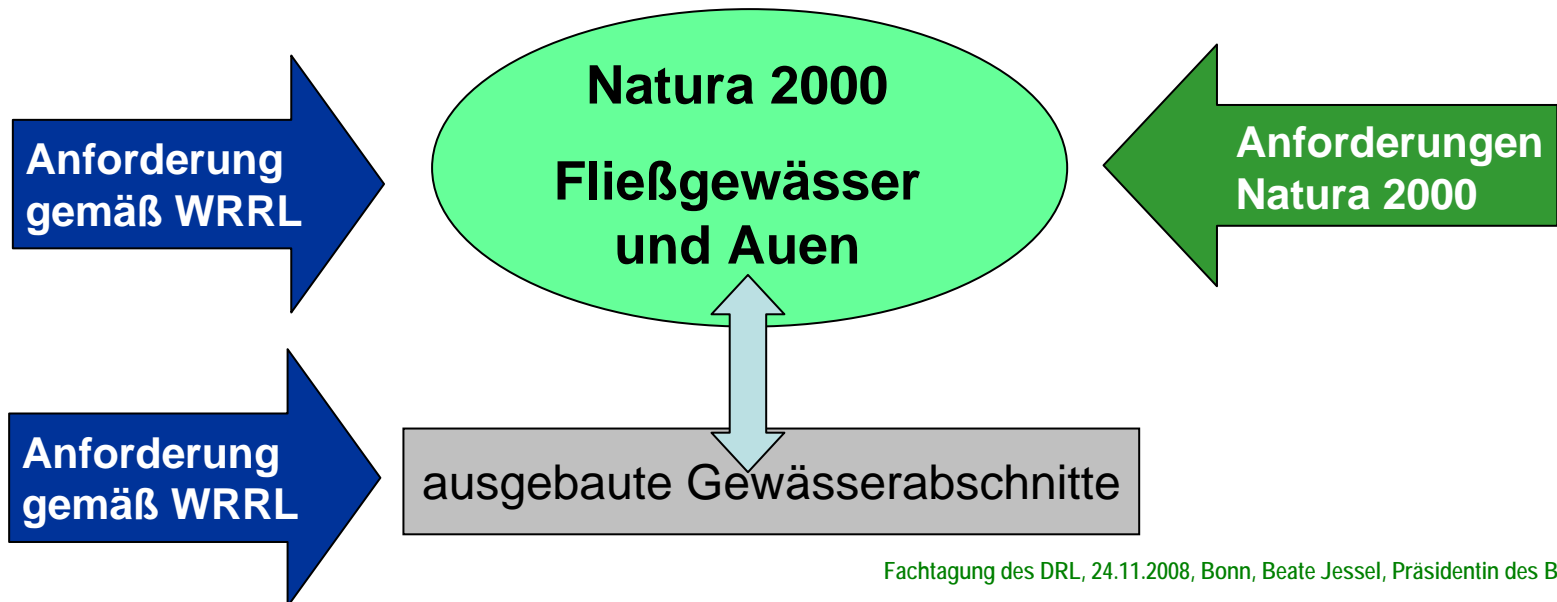 Natura 2000
Fließgewässer
und Auen
Anforderung
gemäß WRRL
Anforderungen
Natura 2000
Anforderung
gemäß WRRL
ausgebaute Gewässerabschnitte
Fachtagung des DRL, 24.11.2008, Bonn, Beate Jessel, Präsidentin des B